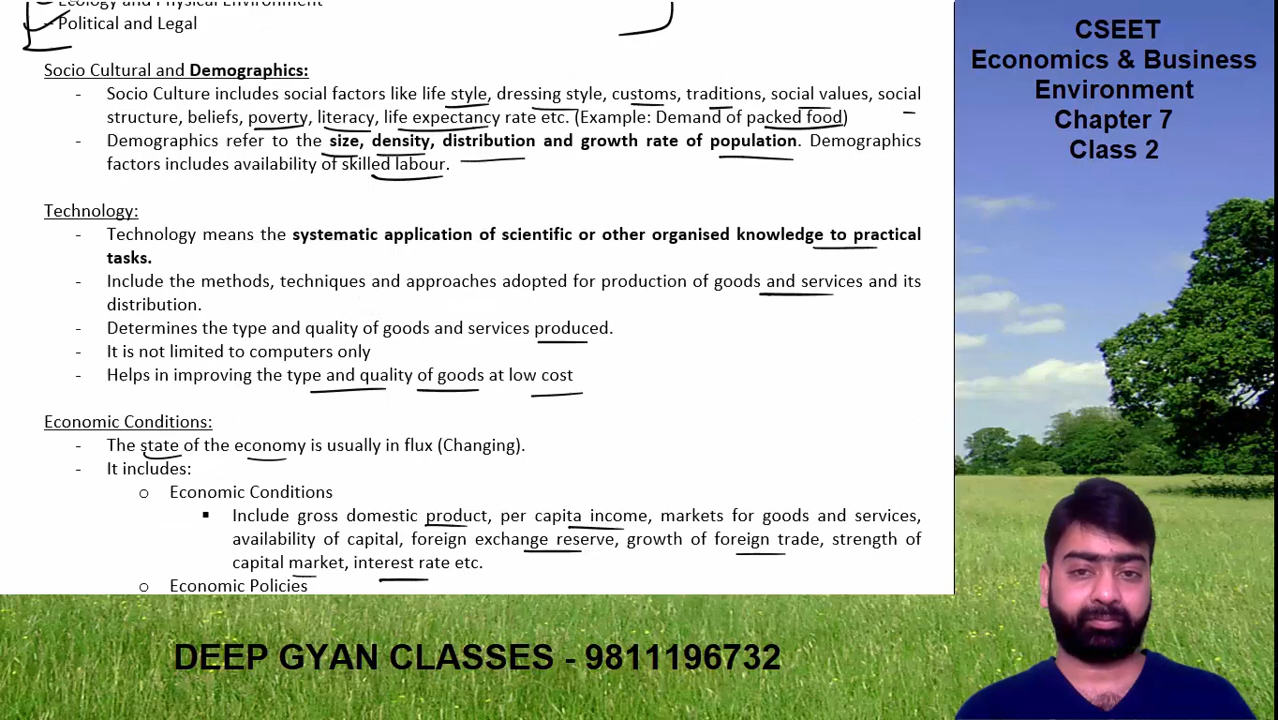 Ecology and Physical Environment
- Political and Legal
Socio Cultural and Demographics:
- Socio Culture includes social factors like life style, dressing style, customs, traditions, social values, social
structure, beliefs, poverty, literacy, life expectancy rate etc. (Example: Demand of packed food)
- Demographics refer to the size, density, distribution and growth rate of population. Demographics
factors includes availability of skilled labour.
Technology:
- Technology means the systematic application of scientific or other organised knowledge to practical
tasks.
- Include the methods, techniques and approaches adopted for production of goods and services and its
distribution.
- Determines the type and quality of goods and services produced.
- It is not limited to computers only
- Helps in improving the type and quality of goods at low cost
Economic Conditions:
- The state of the economy is usually in flux (Changing).
- It includes:
o Economic Conditions
▪ Include gross domestic product, per capita income, markets for goods and services,
availability of capital, foreign exchange reserve, growth of foreign trade, strength of
capital market, interest rate etc.
o Economic Policies
CSEET
Economics & Business
Environment
Chapter 7
Class 2
DEEP GYAN CLASSES - 9811196732